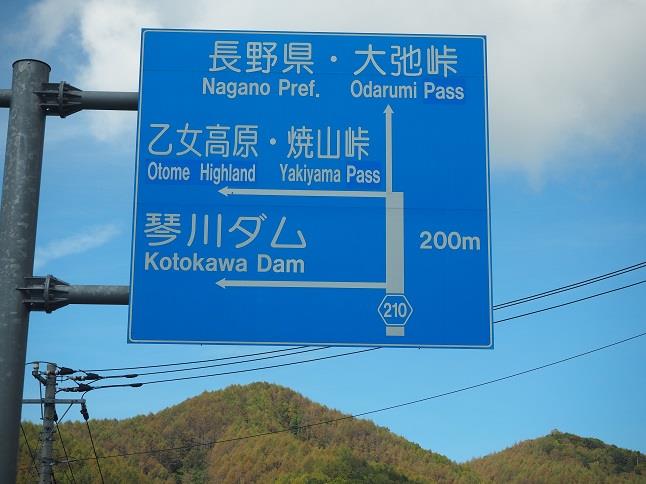 長野県・大弛峠
Nagano Pref. Odarumi Pass
乙女高原・焼山峠
Otome Highland Yakiyama Pass
琴川ダム
200m
Kotokawa Dam
210